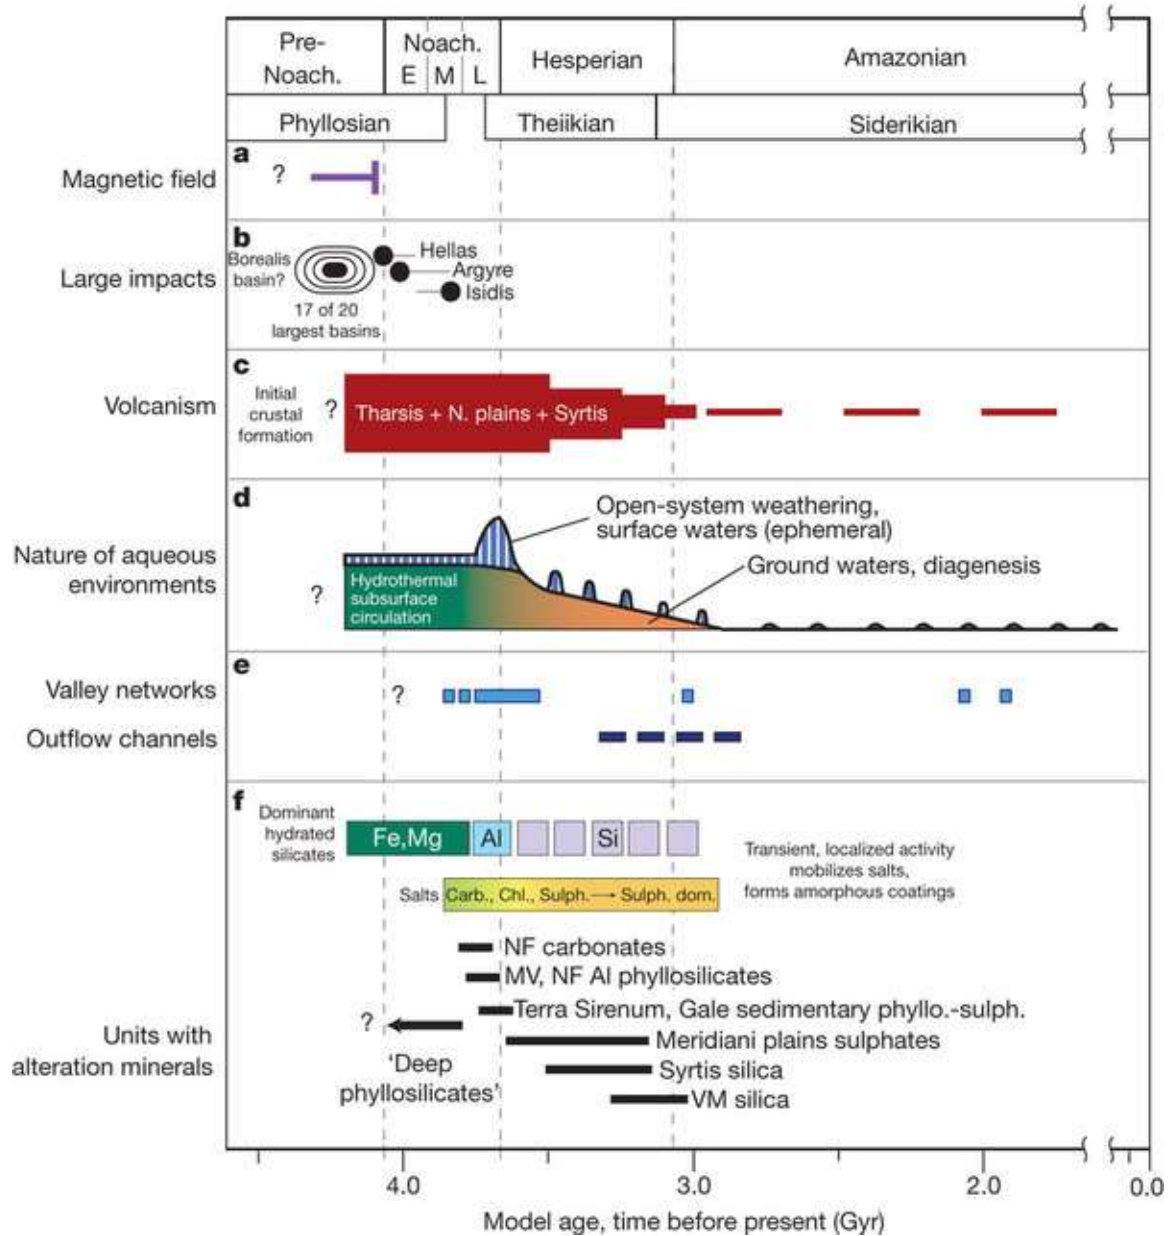 Pre-
Noach.
Noach.
E M L
Hesperian
Amazonian
Phyllosian
Theiikian
Siderikian
a
Magnetic field
?
b
Large impacts
Borealis
basin?
Hellas
Argyre
Isidis
17 of 20
largest basins
c
Volcanism
Initial
crustal
formation
?
Tharsis + N. plains + Syrtis
d
Nature of aqueous
environments
?
Hydrothermal
subsurface
circulation
Open-system weathering,
surface waters (ephemeral)
Ground waters, diagenesis
e
Valley networks
?
Outflow channels
f
Dominant
hydrated
silicates
Fe,Mg
Al
Si
Transient, localized activity
mobilizes salts,
forms amorphous coatings
Salts
Carb., Chl., Sulph. → Sulph. dom.
Units with
alteration minerals
NF carbonates
MV, NF Al phyllosilicates
Terra Sirenum, Gale sedimentary phyllo.-sulph.
?
'Deep
phyllosilicates'
Meridiani plains sulphates
Syrtis silica
VM silica
4.0 3.0 2.0 0.0
Model age, time before present (Gyr)